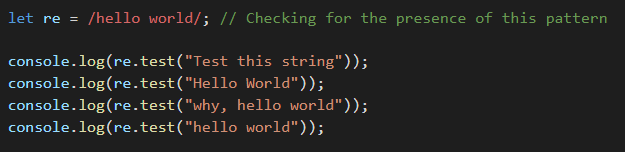 let re = /hello world/; // Checking for the presence of this pattern
console.log(re.test("Test this string"));
console.log(re.test("Hello World"));
console.log(re.test("why, hello world"));
console.log(re.test("hello world"));